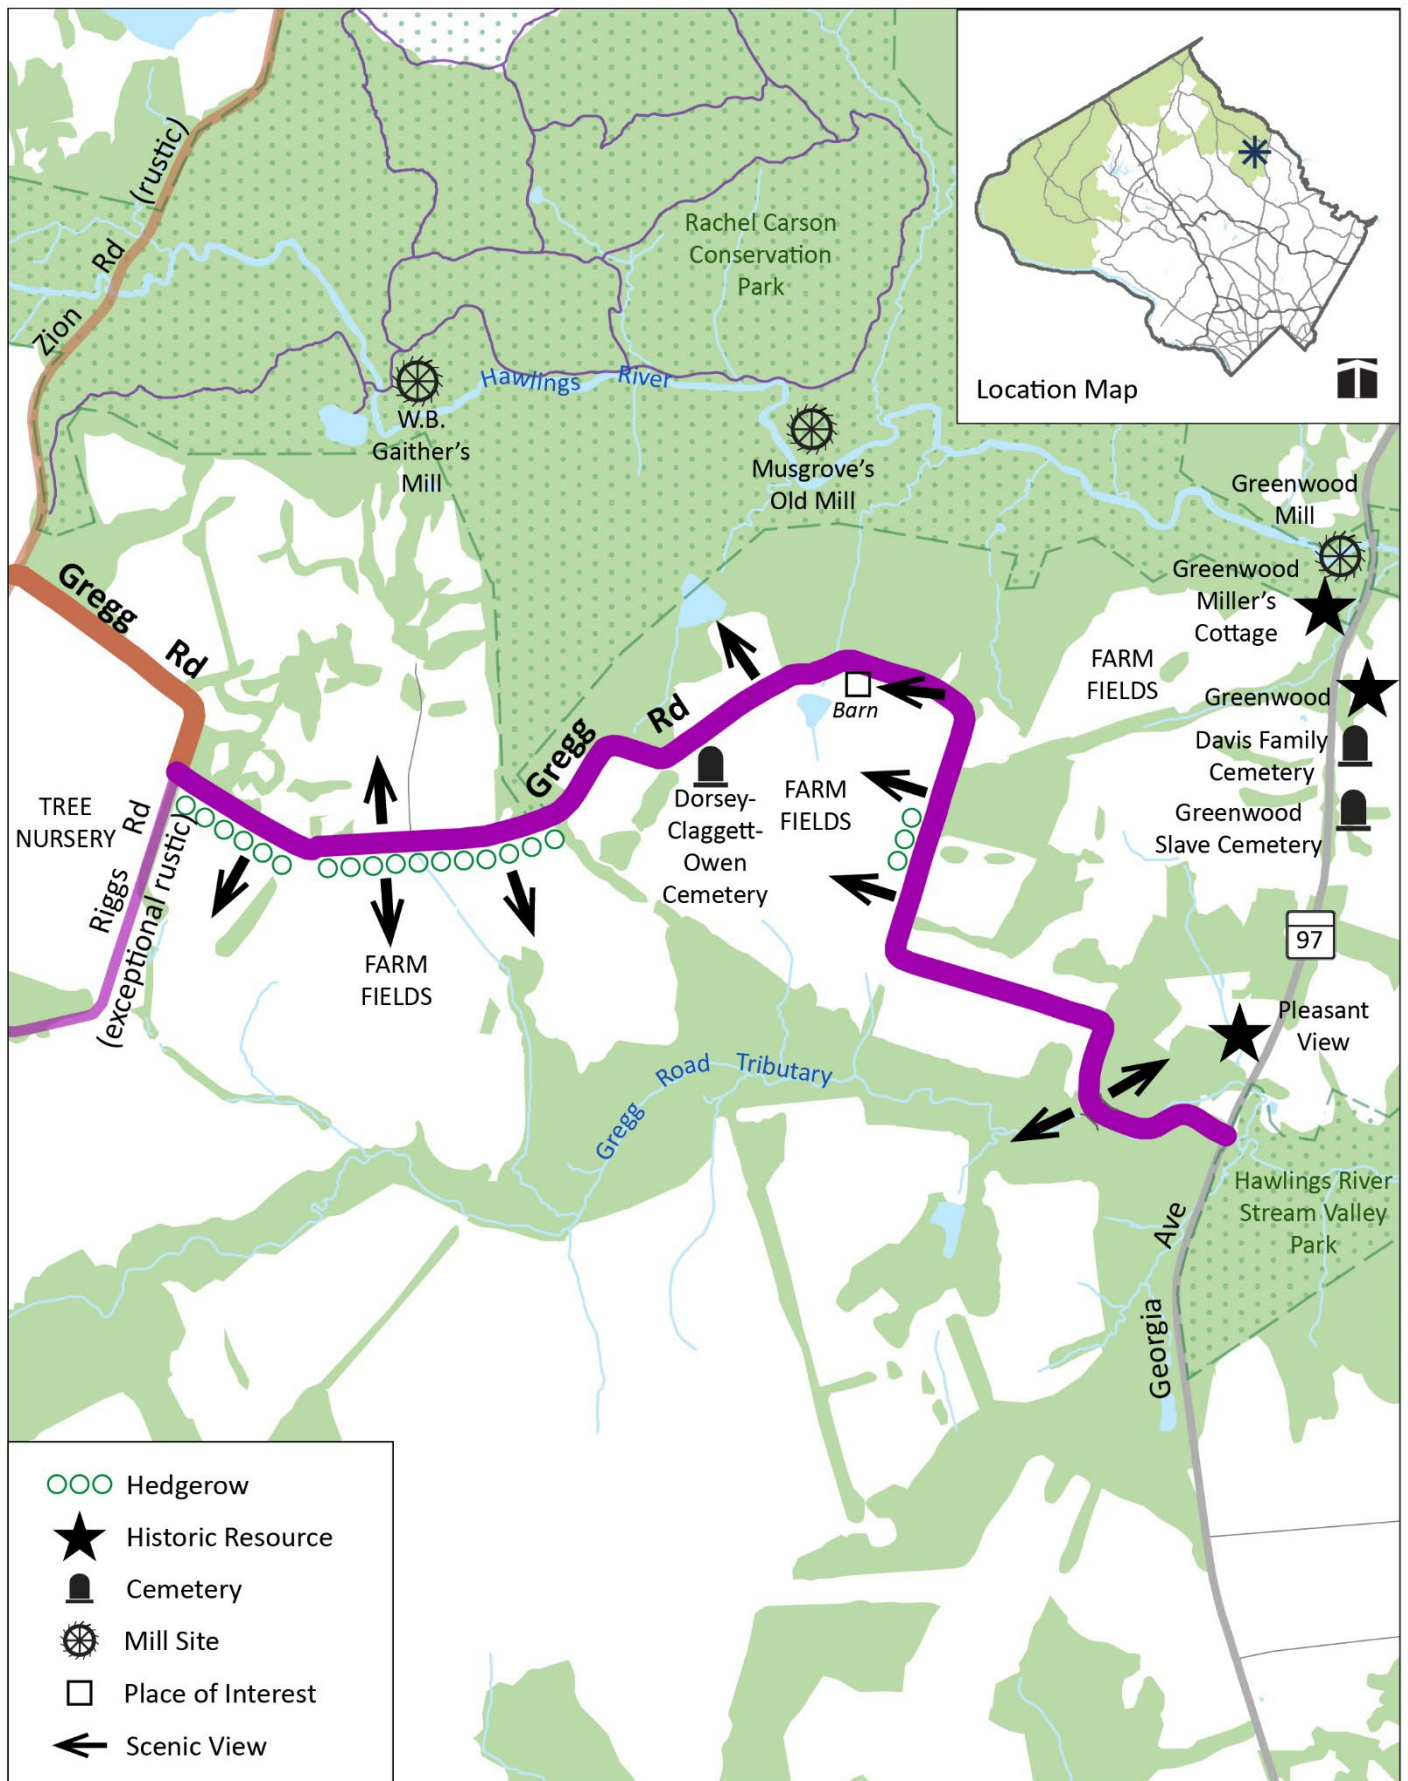 Zion Rd (rustic)
Rachel Carson
Conservation
Park
Location Map
W.B.
Gaither's
Mill
Hawlings River
Musgrove's
Old Mill
Greenwood
Mill
Greenwood
Miller's
Cottage
Gregg Rd
FARM
FIELDS
Greenwood
Gregg Rd
Barn
Davis Family
Cemetery
TREE
NURSERY
Riggs Rd
(exceptional rustic)
Dorsey-
Claggett-
Owen
Cemetery
FARM
FIELDS
Greenwood
Slave Cemetery
97
FARM
FIELDS
Pleasant
View
Gregg Road Tributary
Hawlings River
Stream Valley
Park
Georgia Ave
Hedgerow
Historic Resource
Cemetery
Mill Site
Place of Interest
Scenic View